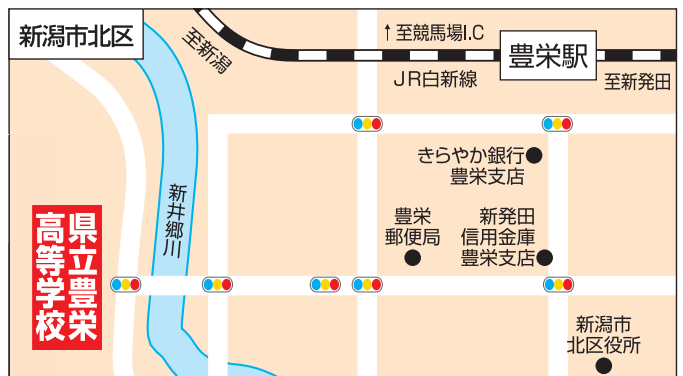 新潟市北区
至新潟
↑至競馬場I.C
豊栄駅
JR白新線
至新発田
きらやか銀行
豊栄支店
新井郷川
豊栄
郵便局
新発田
信用金庫
豊栄支店
県立豊栄
高等学校
新潟市
北区役所